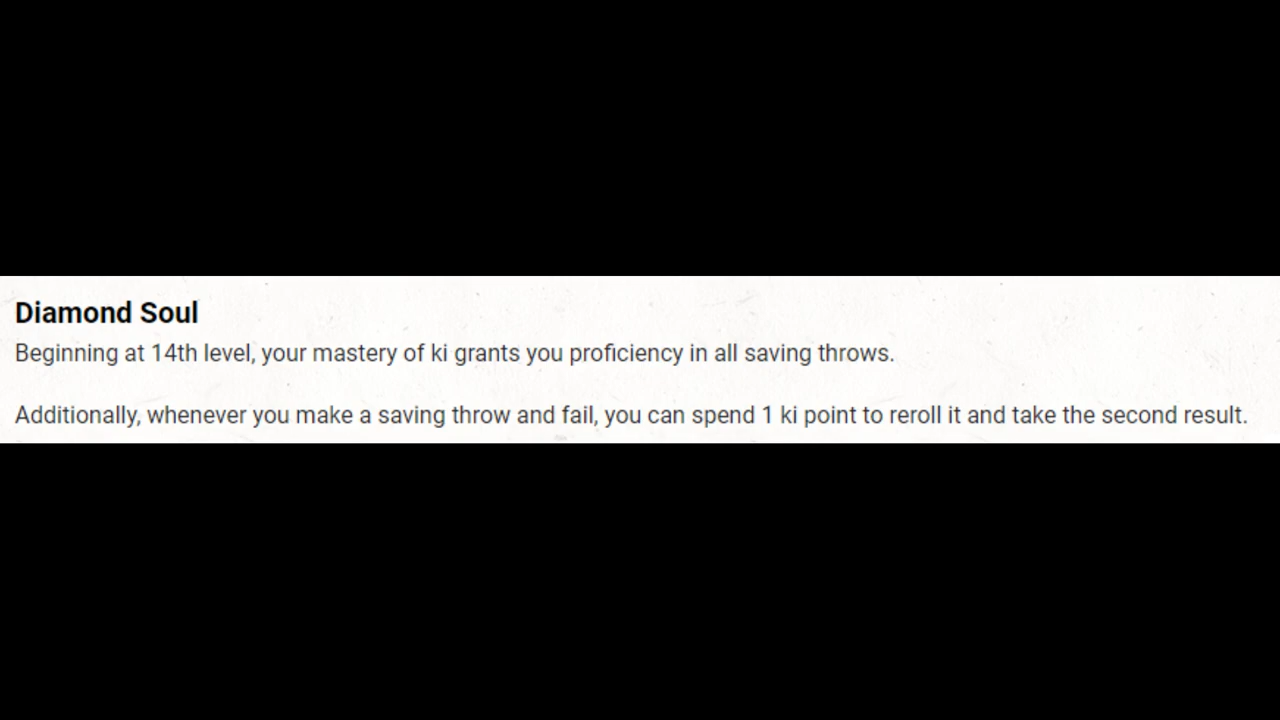 Diamond Soul
Beginning at 14th level, your mastery of ki grants you proficiency in all saving throws.
Additionally, whenever you make a saving throw and fail, you can spend 1 ki point to reroll it and take the second result.